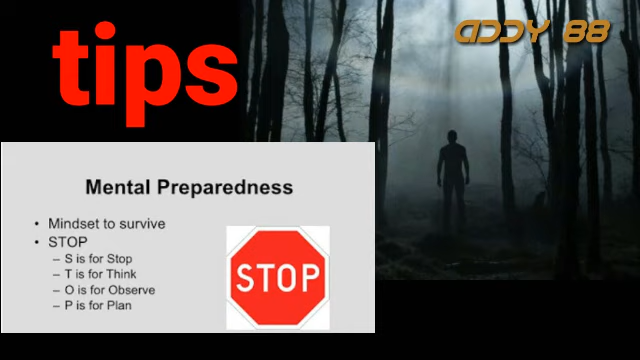 tips
ADDY 88
Mental Preparedness
• Mindset to survive
• STOP
– S is for Stop
– T is for Think
– O is for Observe
– P is for Plan
STOP